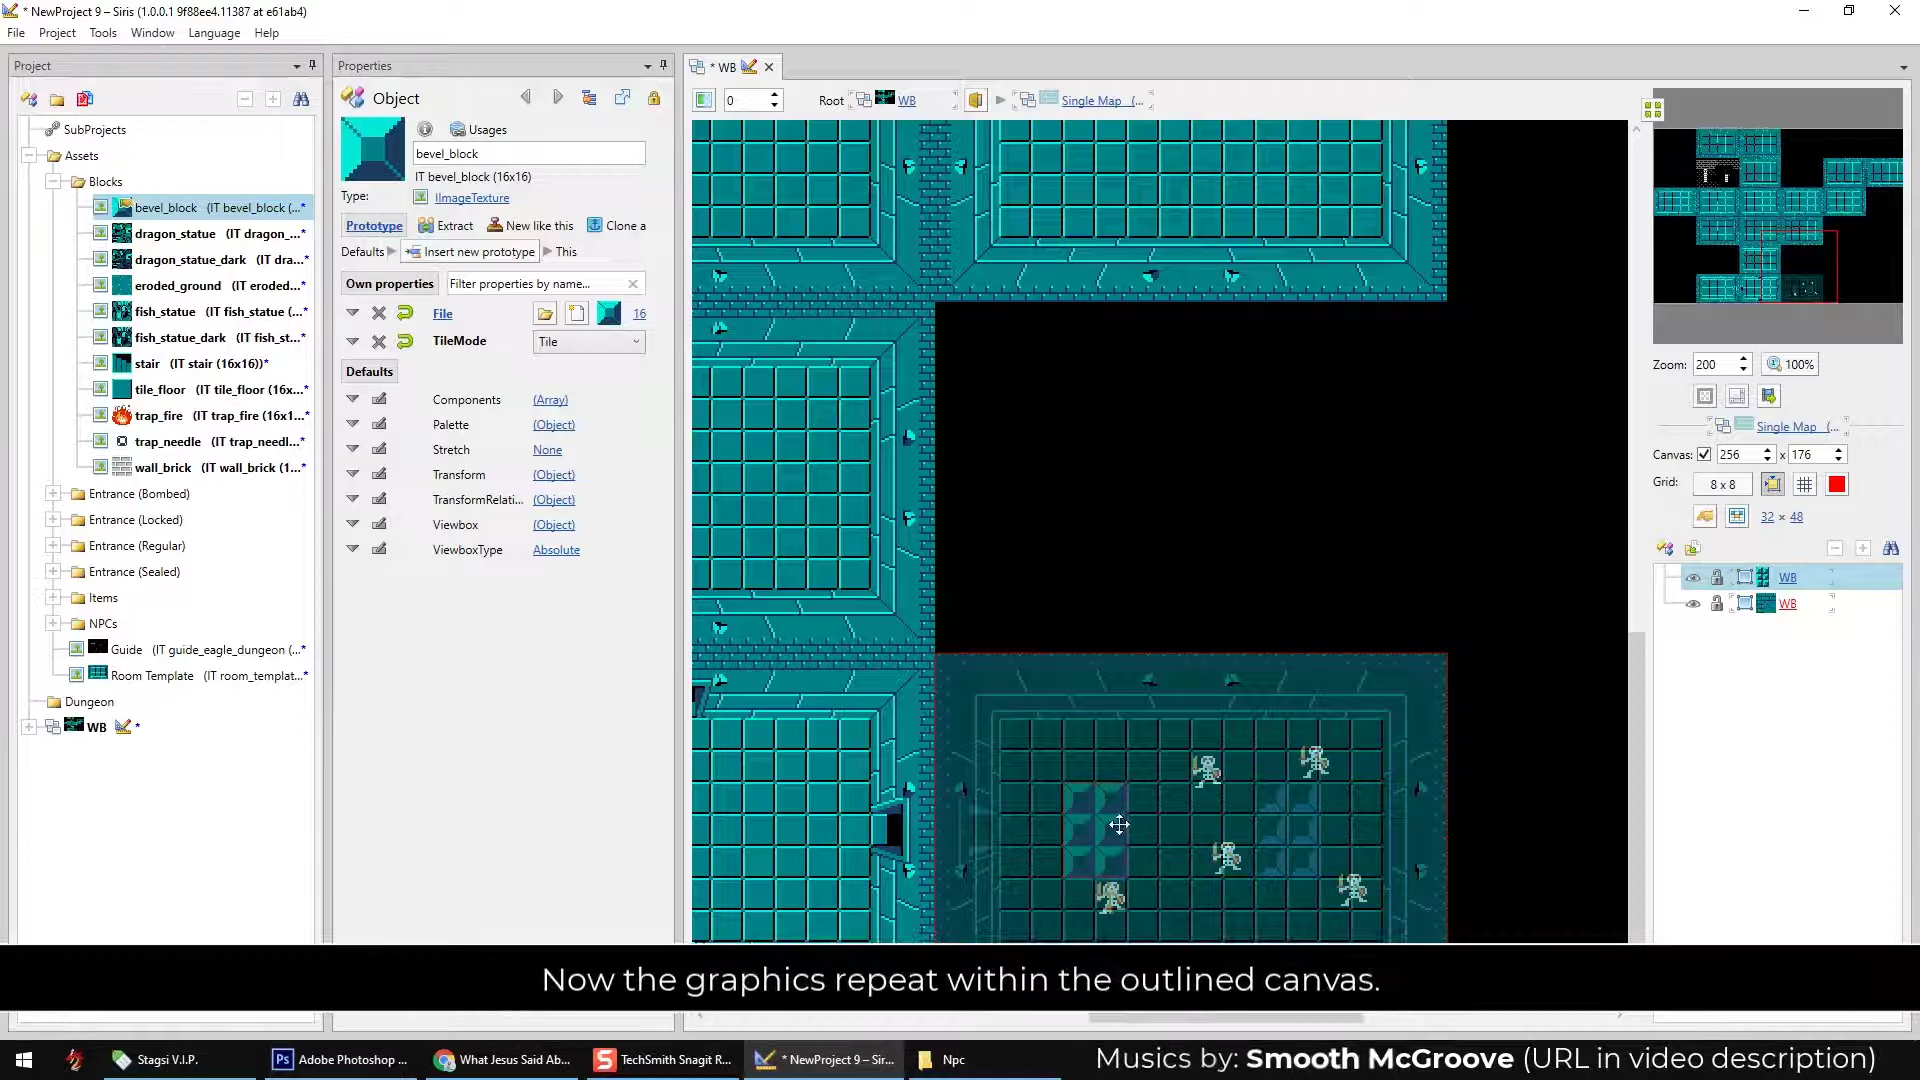 * NewProject 9 – Siris (1.0.0.1 9f88ee4.11387 at e61ab4)
File Project Tools Window Language Help
Project
SubProjects
Assets
Blocks
bevel_block (IT bevel_block (...*
dragon_statue (IT dragon_...*
dragon_statue_dark (IT dra...*
eroded_ground (IT eroded...*
fish_statue (IT fish_statue (...*
fish_statue_dark (IT fish_st...*
stair (IT stair (16x16))*
tile_floor (IT tile_floor (16x...*
trap_fire (IT trap_fire (16x1...*
trap_needle (IT trap_needl...*
wall_brick (IT wall_brick (1...*
Entrance (Bombed)
Entrance (Locked)
Entrance (Regular)
Entrance (Sealed)
Items
NPCs
Guide (IT guide_eagle_dungeon (...*
Room Template (IT room_templat...*
Dungeon
WB *
Properties
Object
Usages
bevel_block
IT bevel_block (16x16)
Type: IImageTexture
Prototype Extract New like this Clone a
Defaults Insert new prototype This
Own properties Filter properties by name...
File 16
TileMode Tile
Defaults
Components (Array)
Palette (Object)
Stretch None
Transform (Object)
TransformRelati... (Object)
Viewbox (Object)
ViewboxType Absolute
* WB
0 Root WB Single Map (...
Zoom: 200 100%
Single Map (...
Canvas: 256 x 176
Grid: 8 x 8
32 × 48
WB
WB
Now the graphics repeat within the outlined canvas.
Stagsi V.I.P. Adobe Photoshop ... What Jesus Said Ab... TechSmith Snagit R... * NewProject 9 – Sir... Npc
Musics by: Smooth McGroove (URL in video description)